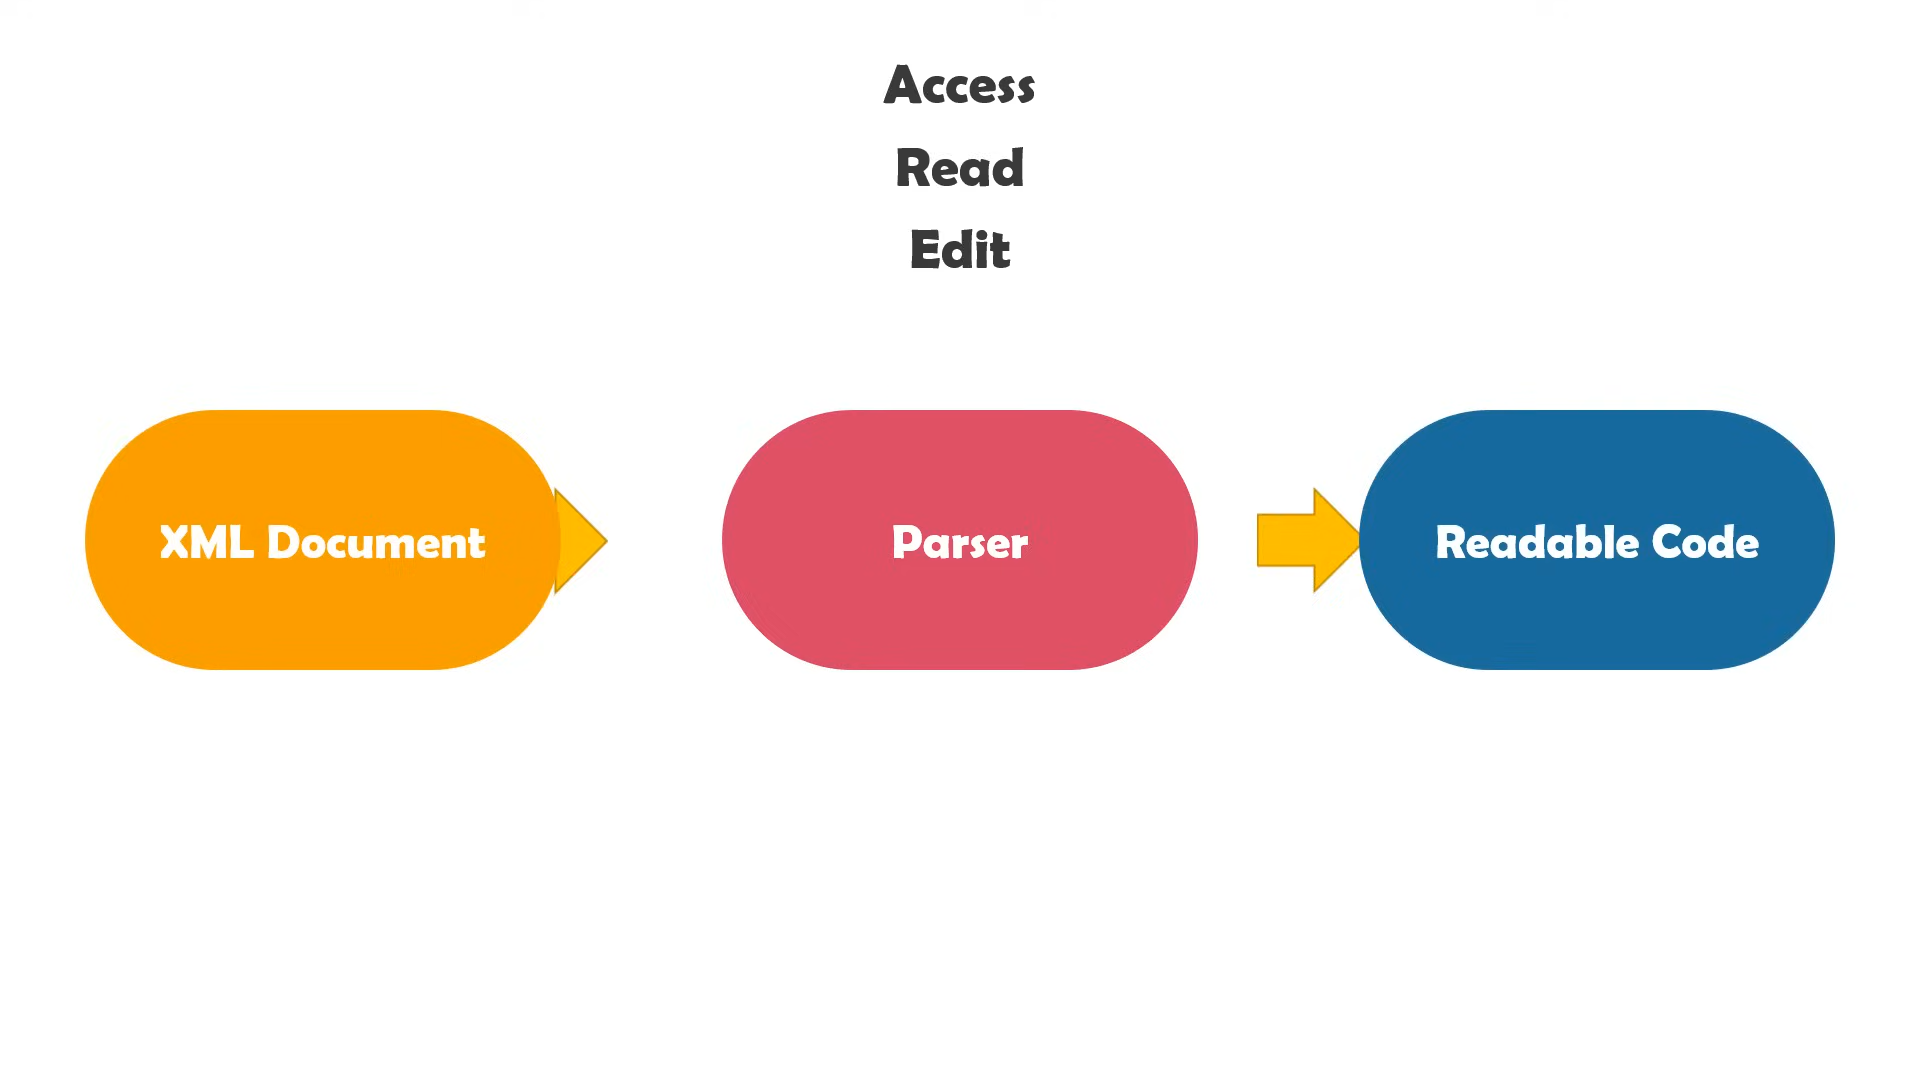 Access
Read
Edit
XML Document
Parser
Readable Code